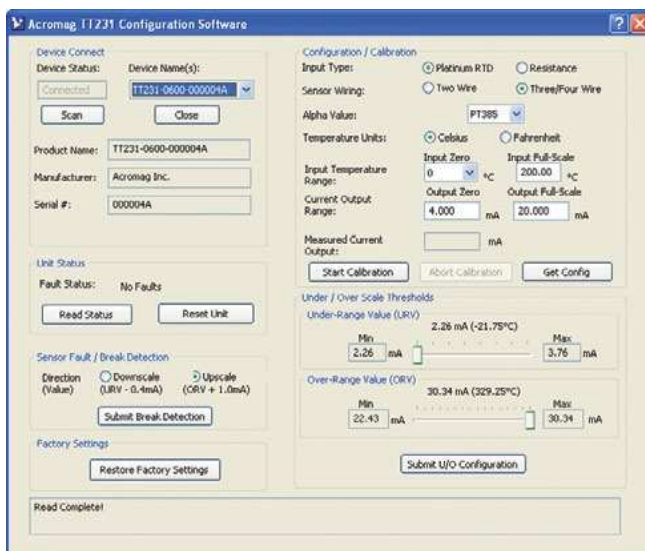 Acromag TT231 Configuration Software
Device Connect
Device Status:
Device Name(s):
Connected
TT231-0600-000004A
Scan
Close
Product Name:
TT231-0600-000004A
Manufacturer:
Acromag Inc.
Serial #:
000004A
Unit Status
Fault Status:
No Faults
Read Status
Reset Unit
Sensor Fault / Break Detection
Direction
(Value)
Downscale
(URV - 0.4mA)
Upscale
(ORV + 1.0mA)
Submit Break Detection
Factory Settings
Restore Factory Settings
Configuration / Calibration
Input Type:
Platinum RTD
Resistance
Sensor Wiring:
Two Wire
Three/Four Wire
Alpha Value:
PT385
Temperature Units:
Celsius
Fahrenheit
Input Zero
Input Full-Scale
Input Temperature
Range:
0
°C
200.00
°C
Output Zero
Output Full-Scale
Current Output
Range:
4.000
mA
20.000
mA
Measured Current
Output:
mA
Start Calibration
Abort Calibration
Get Config
Under / Over Scale Thresholds
Under-Range Value (URV)
2.26 mA (-21.75°C)
Min
2.26
mA
Max
3.76
mA
Over-Range Value (ORV)
30.34 mA (329.25°C)
Min
22.43
mA
Max
30.34
mA
Submit U/O Configuration
Read Complete!